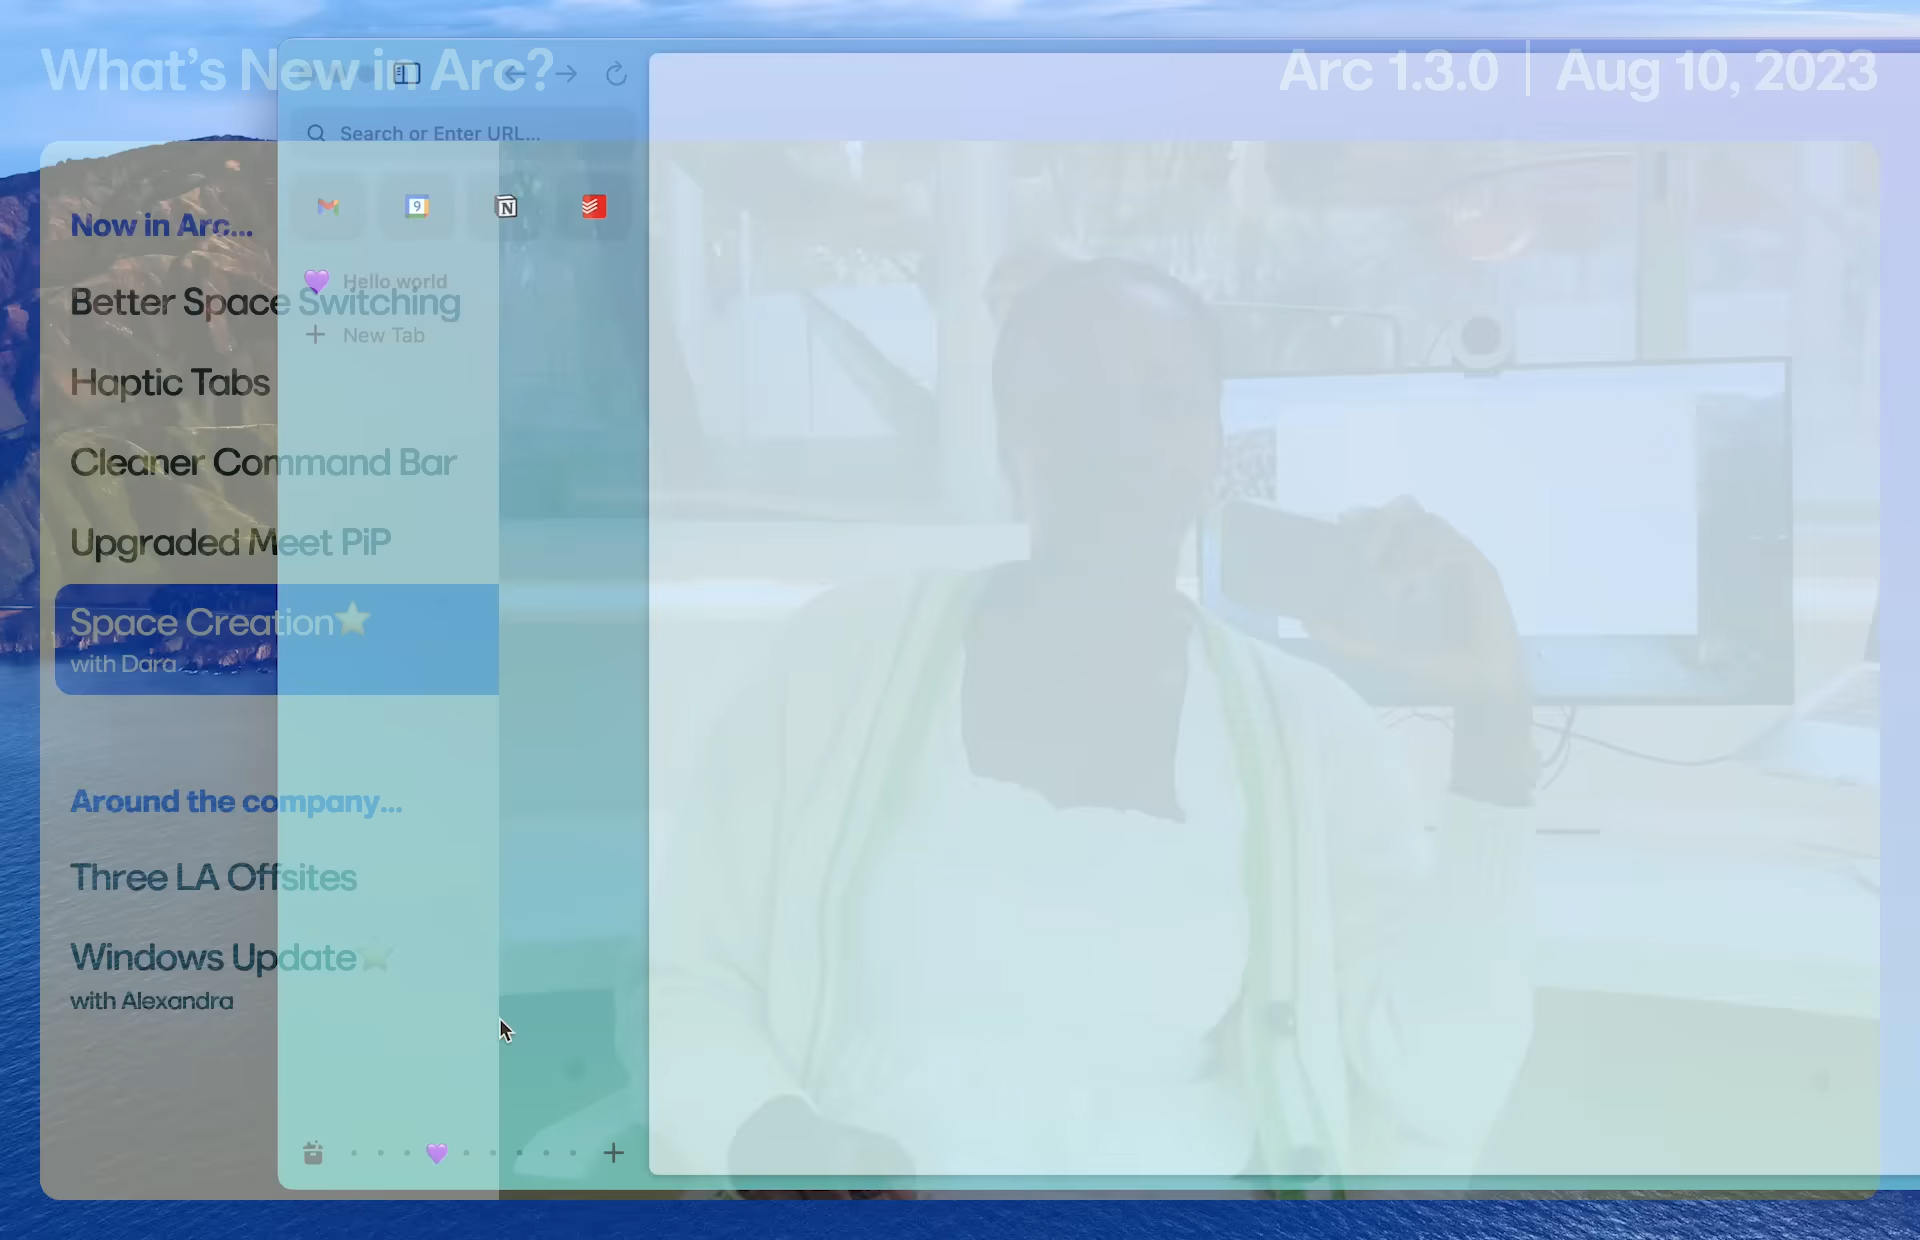 What's New in Arc?
Arc 1.3.0 | Aug 10, 2023
Search or Enter URL...
9
N
Now in Arc...
Hello world
Better Space Switching
New Tab
Haptic Tabs
Cleaner Command Bar
Upgraded Meet PiP
Space Creation
with Dara
Around the company...
Three LA Offsites
Windows Update
with Alexandra